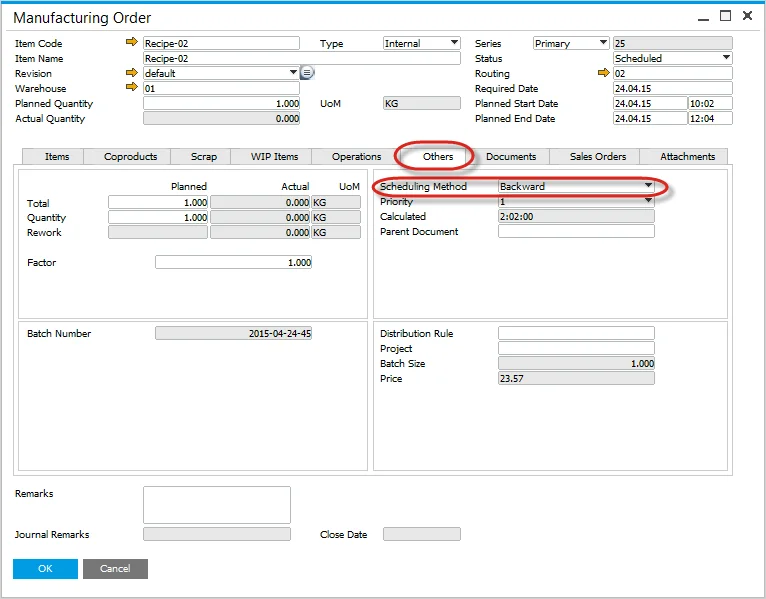 Manufacturing Order
Item Code Recipe-02 Type Internal Series Primary 25
Item Name Recipe-02 Status Scheduled
Revision default Routing 02
Warehouse 01 Required Date 24.04.15
Planned Quantity 1.000 UoM KG Planned Start Date 24.04.15 10:02
Actual Quantity 0.000 Planned End Date 24.04.15 12:04
Items Coproducts Scrap WIP Items Operations Others Documents Sales Orders Attachments
Planned Actual UoM
Total 1.000 0.000 KG
Quantity 1.000 0.000 KG
Rework 0.000 KG
Factor 1.000
Scheduling Method Backward
Priority 1
Calculated 2:02:00
Parent Document
Batch Number 2015-04-24-45
Distribution Rule
Project
Batch Size 1.000
Price 23.57
Remarks
Journal Remarks Close Date
OK Cancel